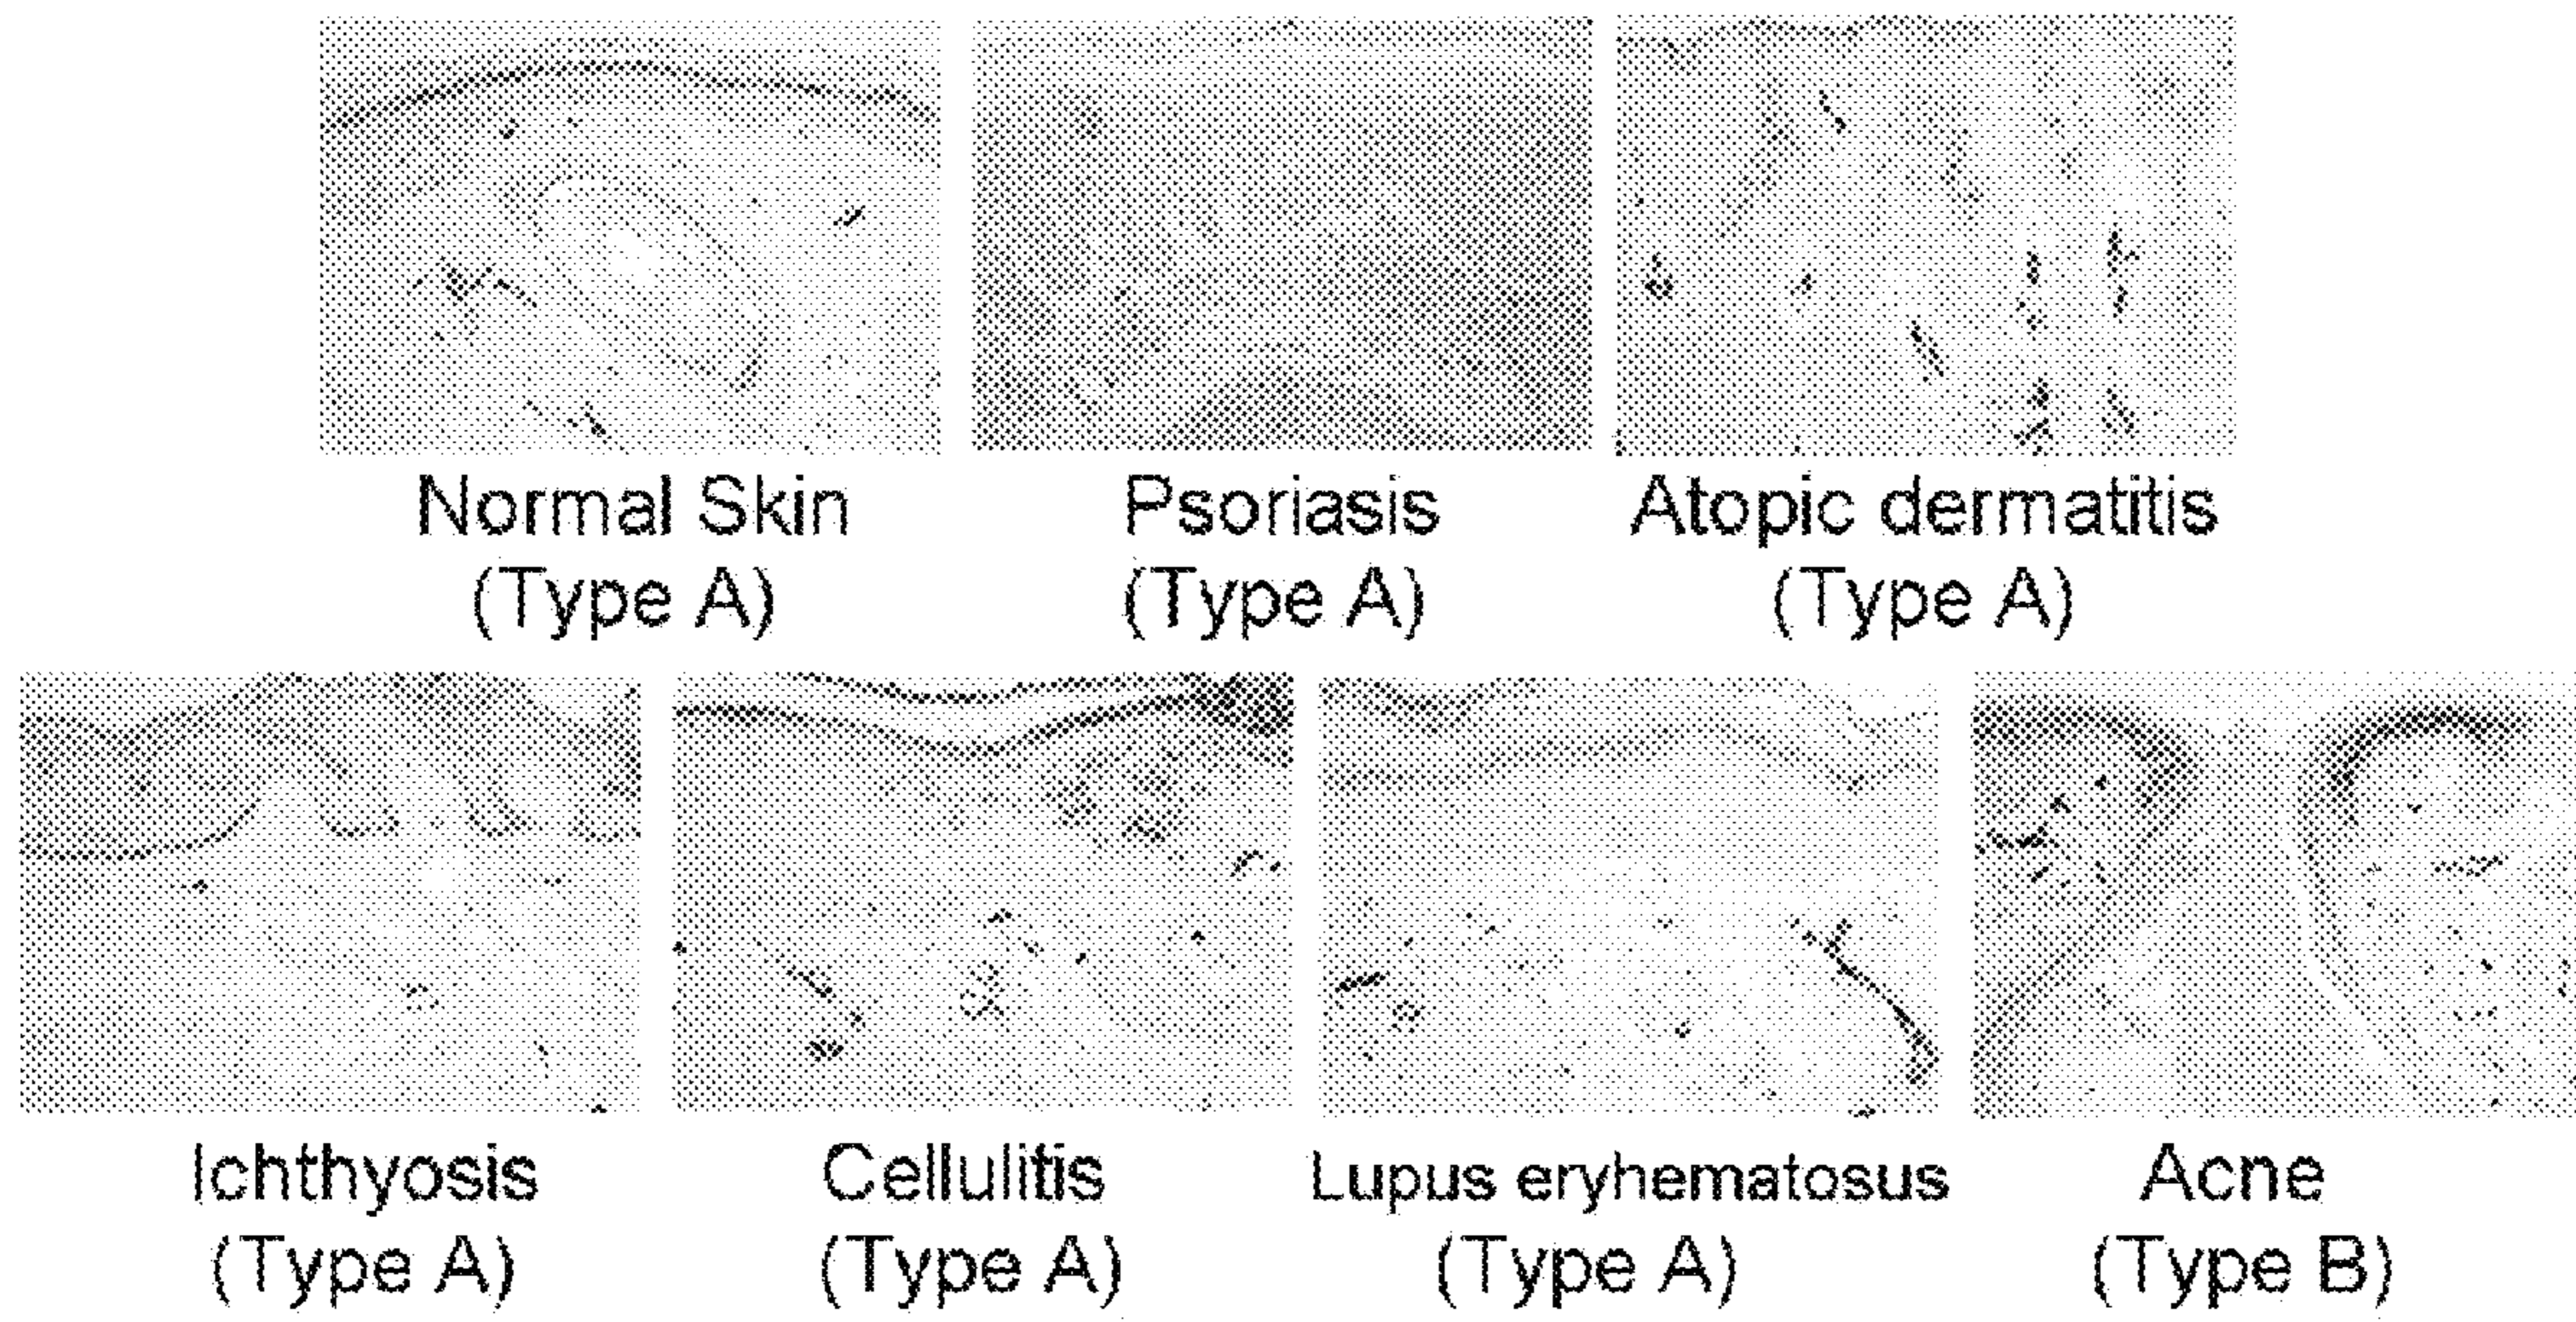 Normal Skin
(Type A)
Psoriasis
(Type A)
Atopic dermatitis
(Type A)
Ichthyosis
(Type A)
Cellulitis
(Type A)
Lupus eryhematosus
(Type A)
Acne
(Type B)